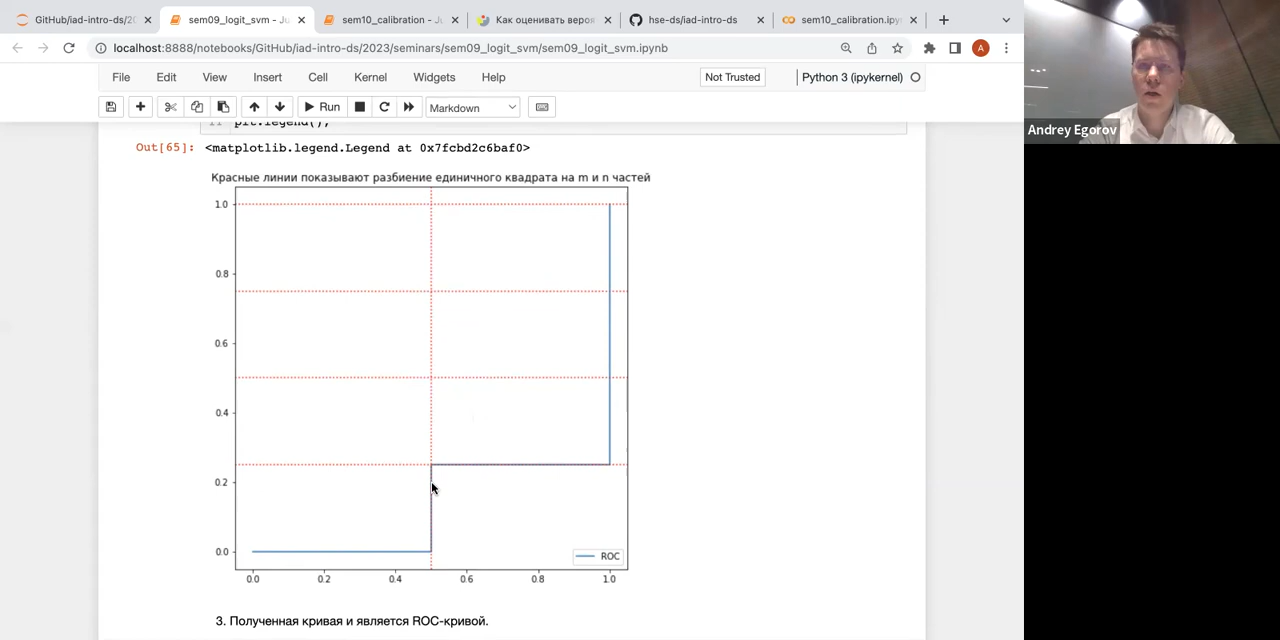 GitHub/iad-intro-ds/20
sem09_logit_svm - Ju
sem10_calibration - Ju
Как оценивать вероя
hse-ds/iad-intro-ds
sem10_calibration.ipy
localhost:8888/notebooks/GitHub/iad-intro-ds/2023/seminars/sem09_logit_svm/sem09_logit_svm.ipynb
A
File Edit View Insert Cell Kernel Widgets Help
Not Trusted
Python 3 (ipykernel)
Run
Markdown
11 plt.legend();
Out[65]: <matplotlib.legend.Legend at 0x7fcbd2c6baf0>
Красные линии показывают разбиение единичного квадрата на m и n частей
1.0
0.8
0.6
0.4
0.2
0.0
ROC
0.0 0.2 0.4 0.6 0.8 1.0
3. Полученная кривая и является ROC-кривой.
Andrey Egorov